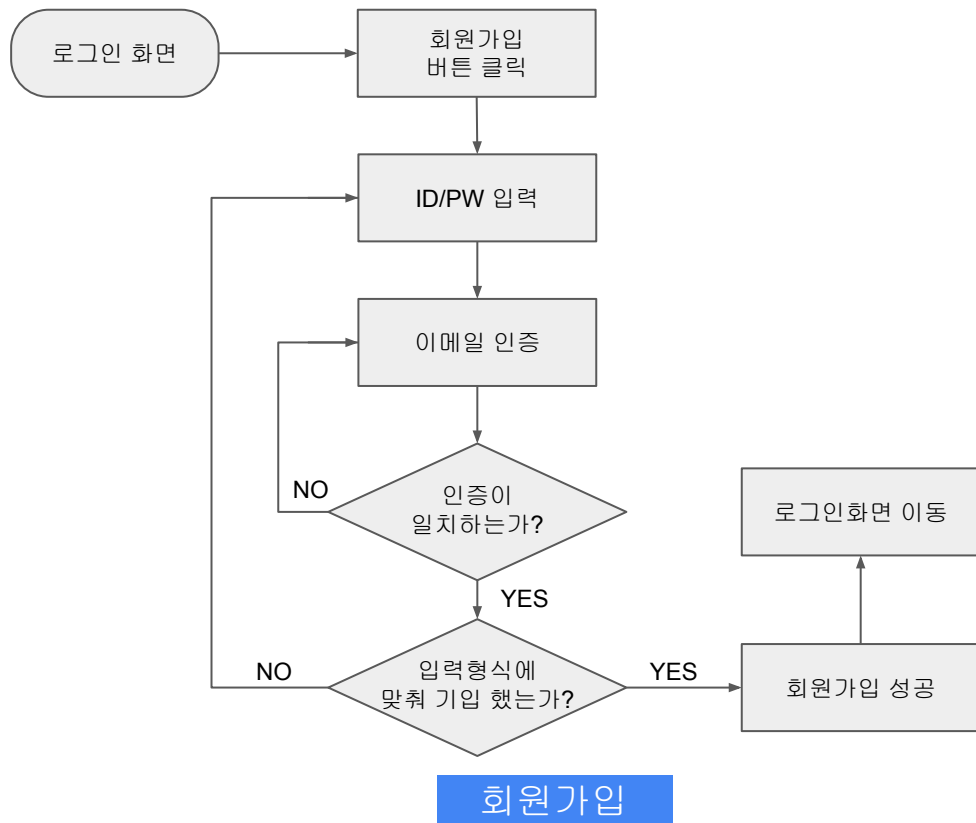 로그인 화면
회원가입
버튼 클릭
ID/PW 입력
이메일 인증
NO
인증이
일치하는가?
로그인화면 이동
YES
NO
입력형식에
맞춰 기입 했는가?
YES
회원가입 성공
회원가입